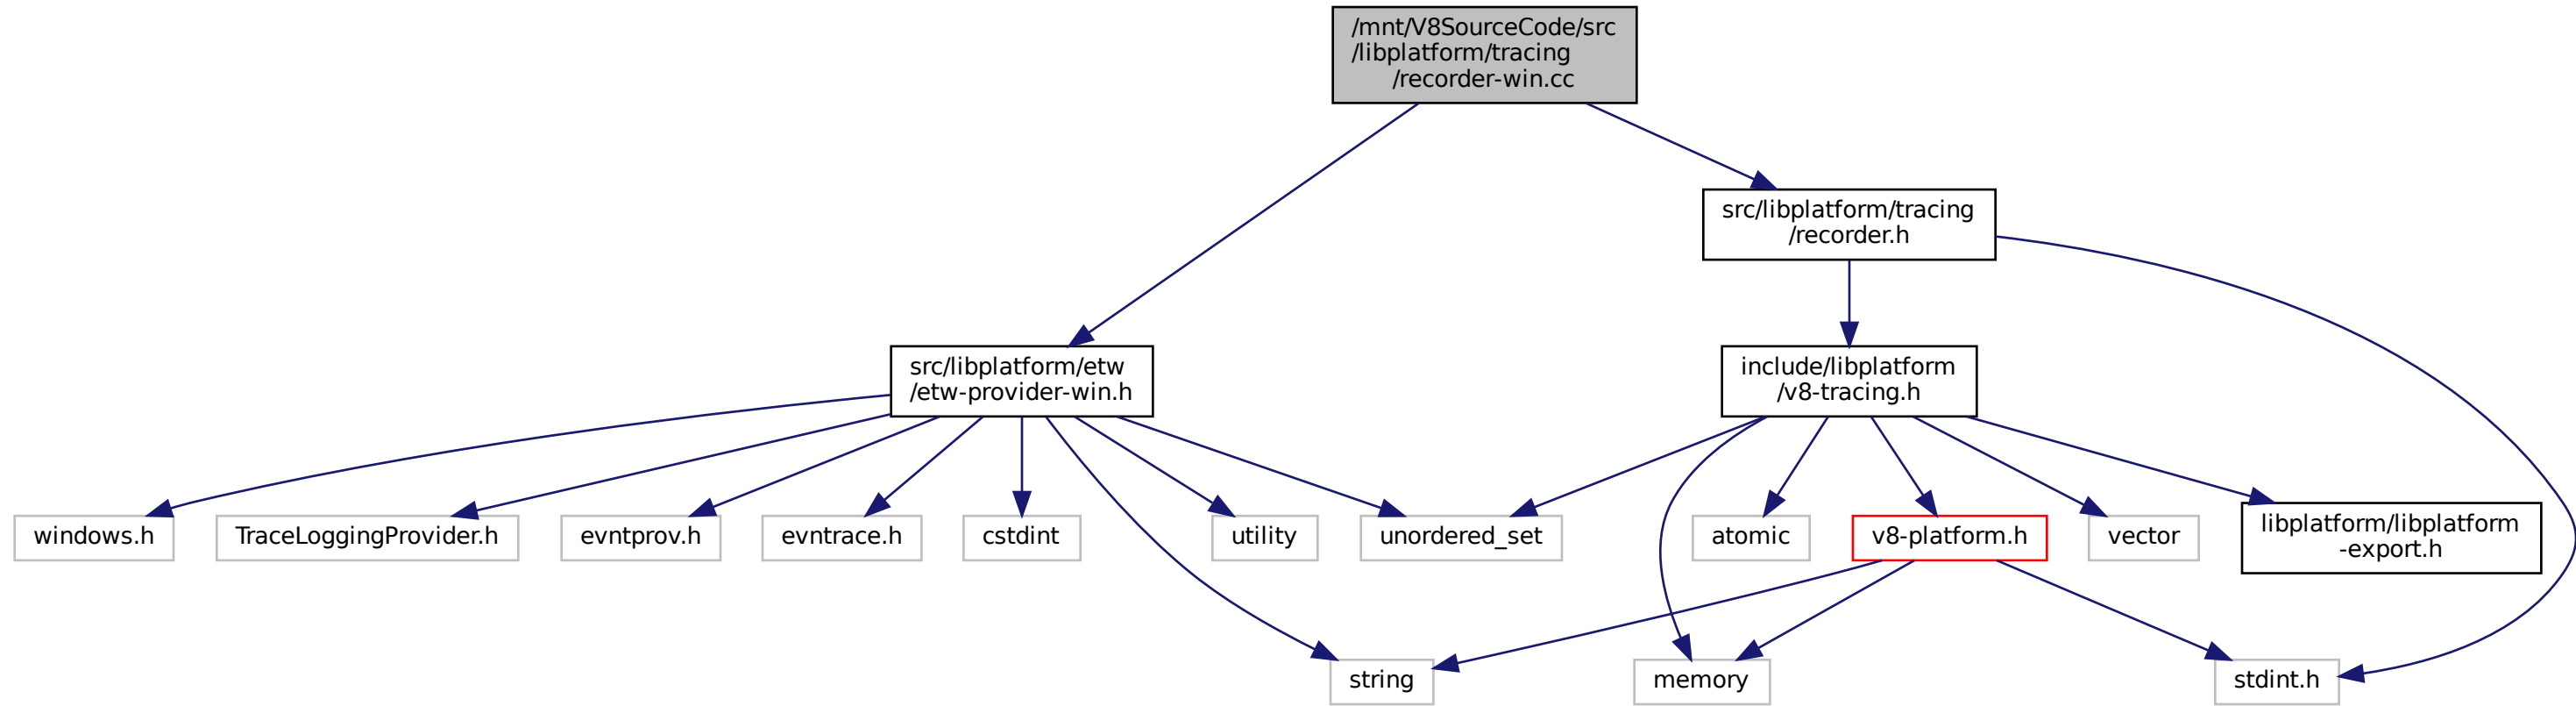 /mnt/V8SourceCode/src
/libplatform/tracing
/recorder-win.cc
src/libplatform/tracing
/recorder.h
src/libplatform/etw
/etw-provider-win.h
include/libplatform
/v8-tracing.h
windows.h
TraceLoggingProvider.h
evntprov.h
evntrace.h
cstdint
utility
unordered_set
atomic
v8-platform.h
vector
libplatform/libplatform
-export.h
string
memory
stdint.h